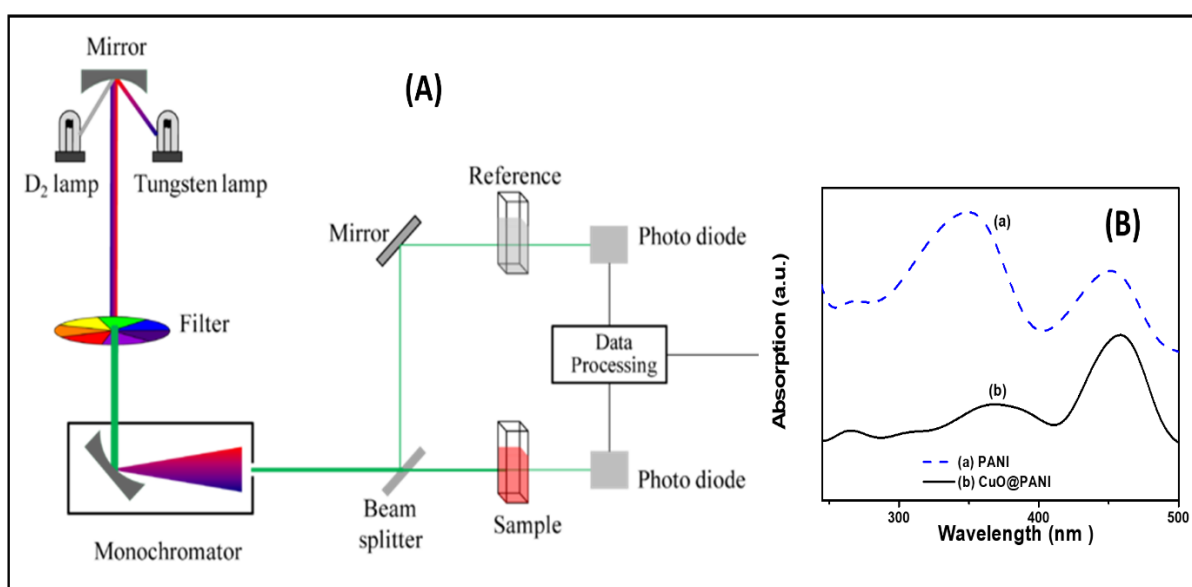 Mirror
(A)
D₂ lamp
Tungsten lamp
Reference
Mirror
Photo diode
Filter
Data
Processing
Beam
splitter
Sample
Photo diode
Monochromator
(B)
(a)
(b)
Absorption (a.u.)
(a) PANI
(b) CuO@PANI
300
400
500
Wavelength (nm )